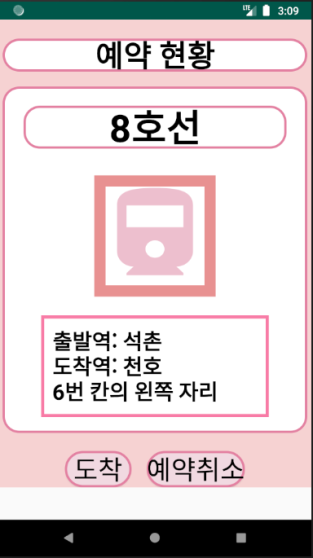 LTE 3:09
예약 현황
8호선
출발역: 석촌
도착역: 천호
6번 칸의 왼쪽 자리
도착 예약취소